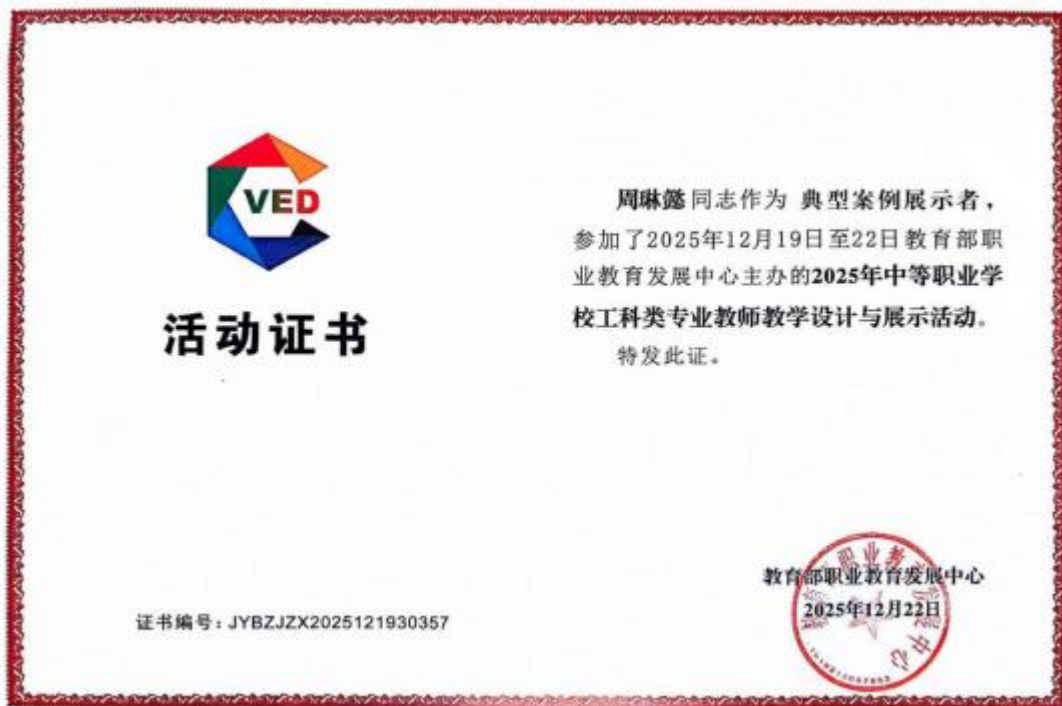 VED
活动证书
周琳懿同志作为 典型案例展示者，
参加了2025年12月19日至22日教育部职
业教育发展中心主办的2025年中等职业学
校工科类专业教师教学设计与展示活动。
特发此证。
教育部职业教育发展中心
2025年12月22日
证书编号：JYBZJZX2025121930357